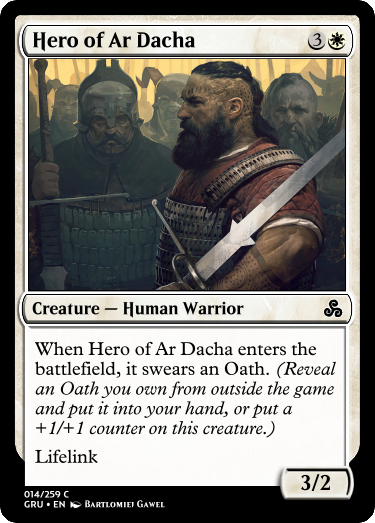 Hero of Ar Dacha 3
Creature — Human Warrior
When Hero of Ar Dacha enters the
battlefield, it swears an Oath. (Reveal
an Oath you own from outside the game
and put it into your hand, or put a
+1/+1 counter on this creature.)
Lifelink
3/2
014/259 C
GRU • EN Bartlomiej Gawel